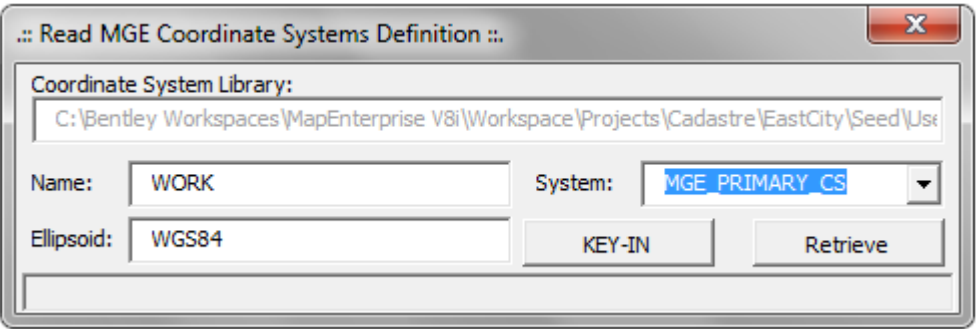 .:: Read MGE Coordinate Systems Definition ::.
Coordinate System Library:
C:\Bentley Workspaces\MapEnterprise V8i\Workspace\Projects\Cadastre\EastCity\Seed\Use
Name: WORK System: MGE_PRIMARY_CS
Ellipsoid: WGS84 KEY-IN Retrieve